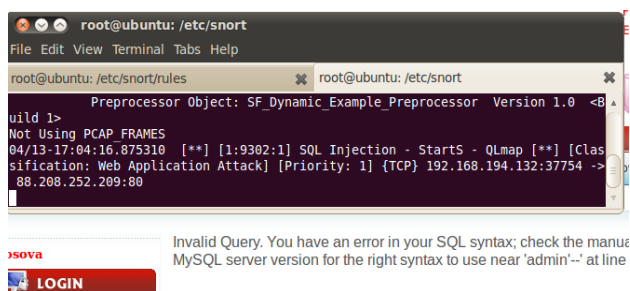 root@ubuntu: /etc/snort
File Edit View Terminal Tabs Help
root@ubuntu: /etc/snort/rules
root@ubuntu: /etc/snort
Preprocessor Object: SF_Dynamic_Example_Preprocessor Version 1.0 <B
uild 1>
Not Using PCAP_FRAMES
04/13-17:04:16.875310 [**] [1:9302:1] SQL Injection - StartS - QLmap [**] [Clas
sification: Web Application Attack] [Priority: 1] {TCP} 192.168.194.132:37754 ->
88.208.252.209:80
Invalid Query. You have an error in your SQL syntax; check the manua
MySQL server version for the right syntax to use near 'admin'--' at line
osova
LOGIN